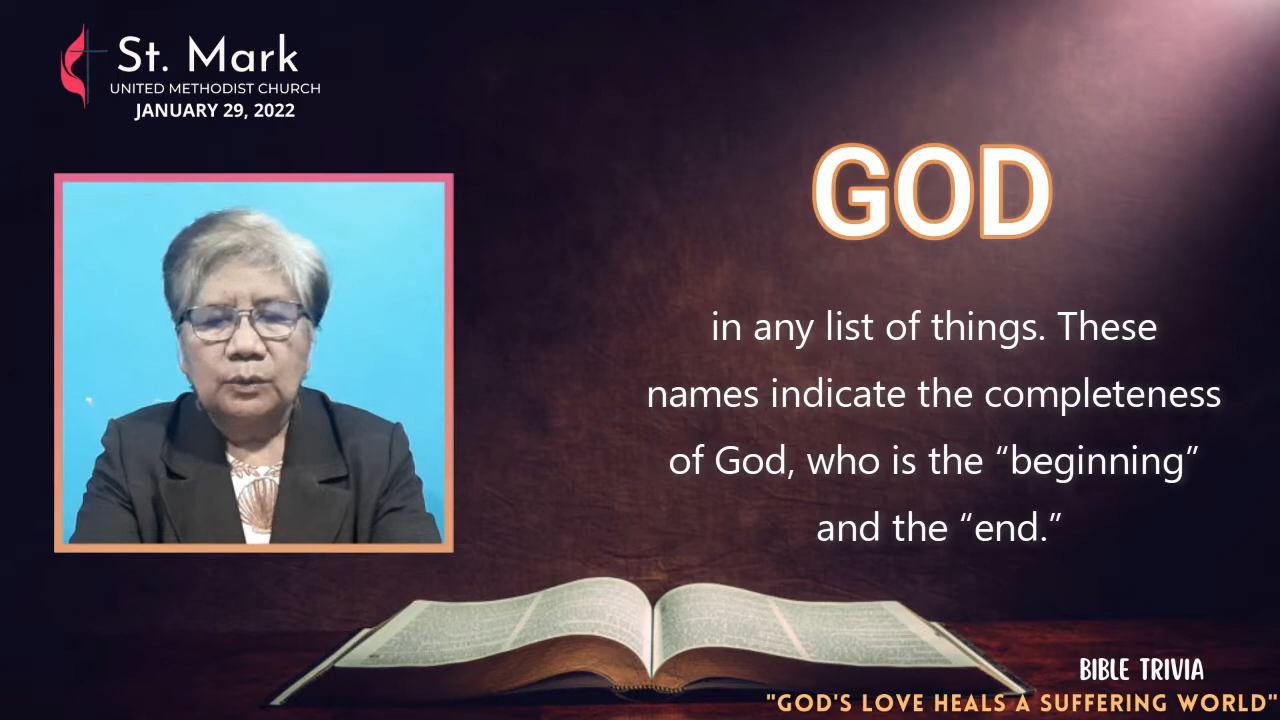 St. Mark
UNITED METHODIST CHURCH
JANUARY 29, 2022
GOD
in any list of things. These
names indicate the completeness
of God, who is the “beginning”
and the “end.”
BIBLE TRIVIA
"GOD'S LOVE HEALS A SUFFERING WORLD"